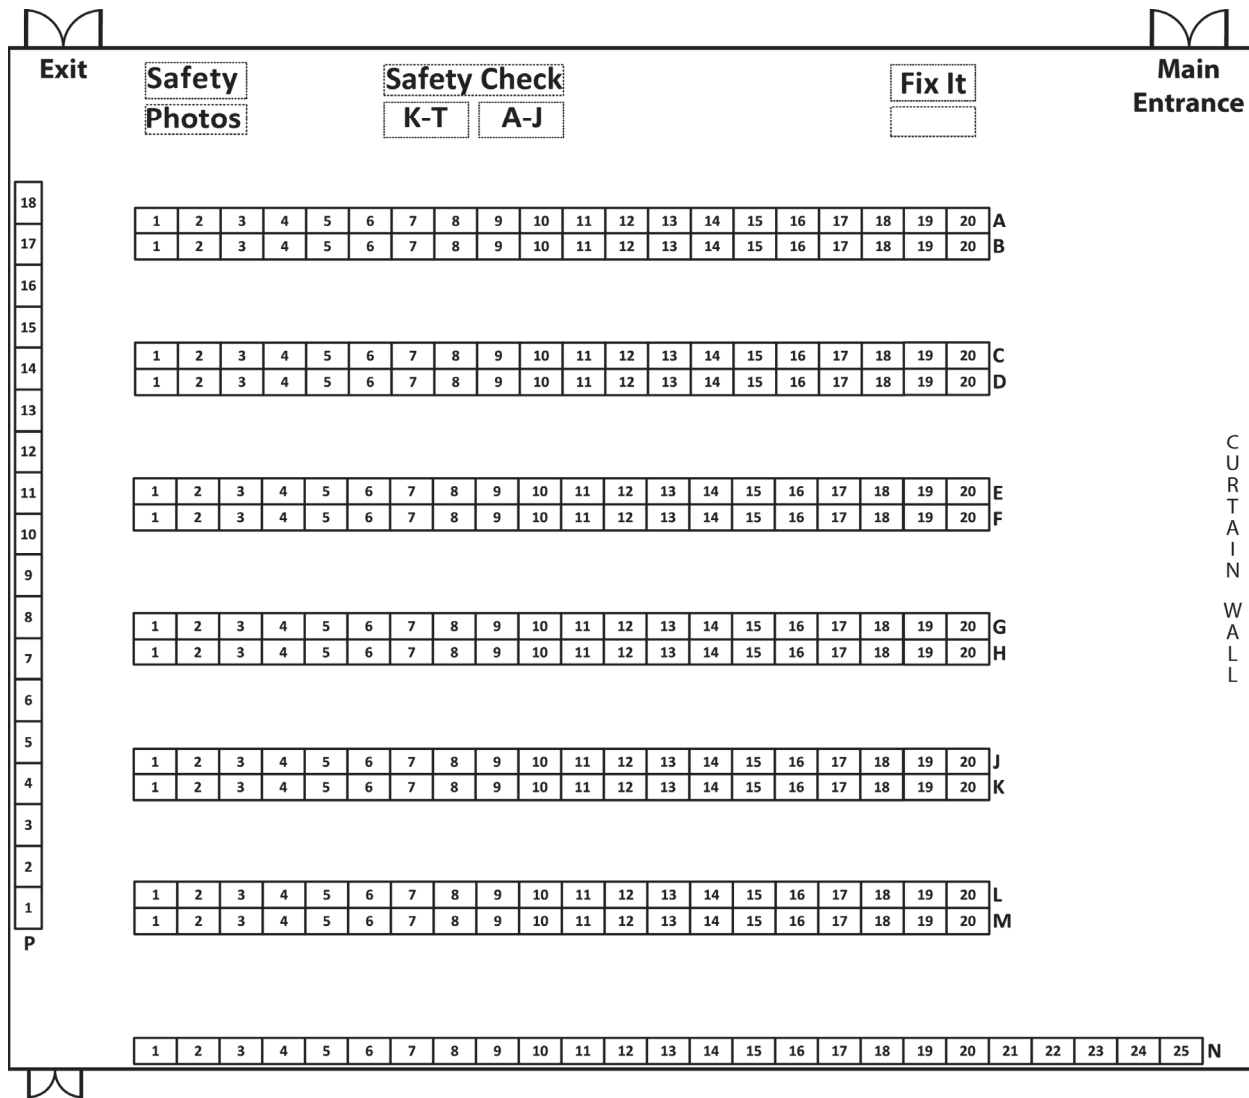 Exit
Safety
Photos
Safety Check
K-T
A-J
Fix It
Main
Entrance
18
17
16
15
14
13
12
11
10
9
8
7
6
5
4
3
2
1
P
1 2 3 4 5 6 7 8 9 10 11 12 13 14 15 16 17 18 19 20 A
1 2 3 4 5 6 7 8 9 10 11 12 13 14 15 16 17 18 19 20 B
1 2 3 4 5 6 7 8 9 10 11 12 13 14 15 16 17 18 19 20 C
1 2 3 4 5 6 7 8 9 10 11 12 13 14 15 16 17 18 19 20 D
1 2 3 4 5 6 7 8 9 10 11 12 13 14 15 16 17 18 19 20 E
1 2 3 4 5 6 7 8 9 10 11 12 13 14 15 16 17 18 19 20 F
1 2 3 4 5 6 7 8 9 10 11 12 13 14 15 16 17 18 19 20 G
1 2 3 4 5 6 7 8 9 10 11 12 13 14 15 16 17 18 19 20 H
1 2 3 4 5 6 7 8 9 10 11 12 13 14 15 16 17 18 19 20 J
1 2 3 4 5 6 7 8 9 10 11 12 13 14 15 16 17 18 19 20 K
1 2 3 4 5 6 7 8 9 10 11 12 13 14 15 16 17 18 19 20 L
1 2 3 4 5 6 7 8 9 10 11 12 13 14 15 16 17 18 19 20 M
1 2 3 4 5 6 7 8 9 10 11 12 13 14 15 16 17 18 19 20 21 22 23 24 25 N
CURTAIN WALL